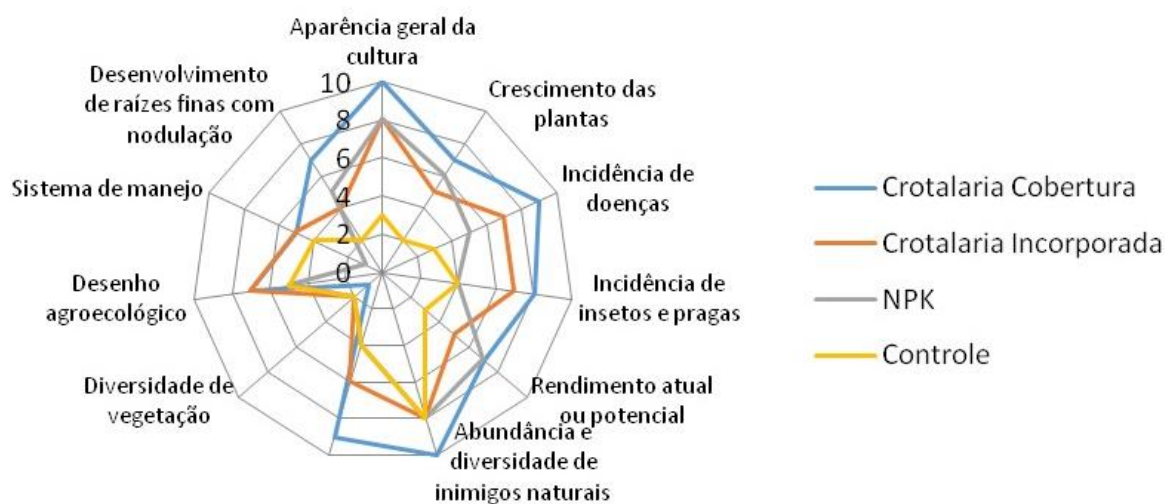 Aparência geral da
cultura
Crescimento das
plantas
Incidência de
doenças
Incidência de
insetos e pragas
Rendimento atual
ou potencial
Abundância e
diversidade de
inimigos naturais
Diversidade de
vegetação
Desenho
agroecológico
Sistema de manejo
Desenvolvimento
de raízes finas com
nodulação
10
8
6
4
2
0
Crotalaria Cobertura
Crotalaria Incorporada
NPK
Controle